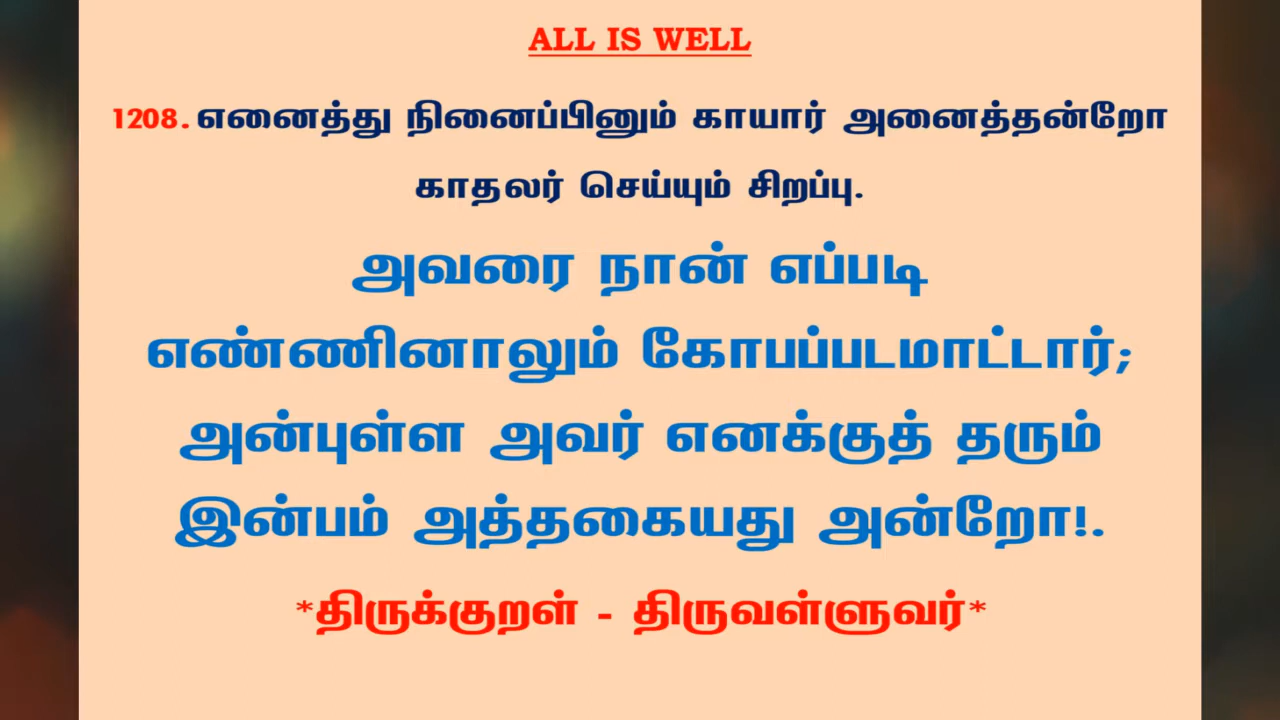 ALL IS WELL
1208. எனைத்து நினைப்பினும் காயார் அனைத்தன்றோ
காதலர் செய்யும் சிறப்பு.
அவரை நான் எப்படி
எண்ணினாலும் கோபப்படமாட்டார்;
அன்புள்ள அவர் எனக்குத் தரும்
இன்பம் அத்தகையது அன்றோ!.
*திருக்குறள் - திருவள்ளுவர்*